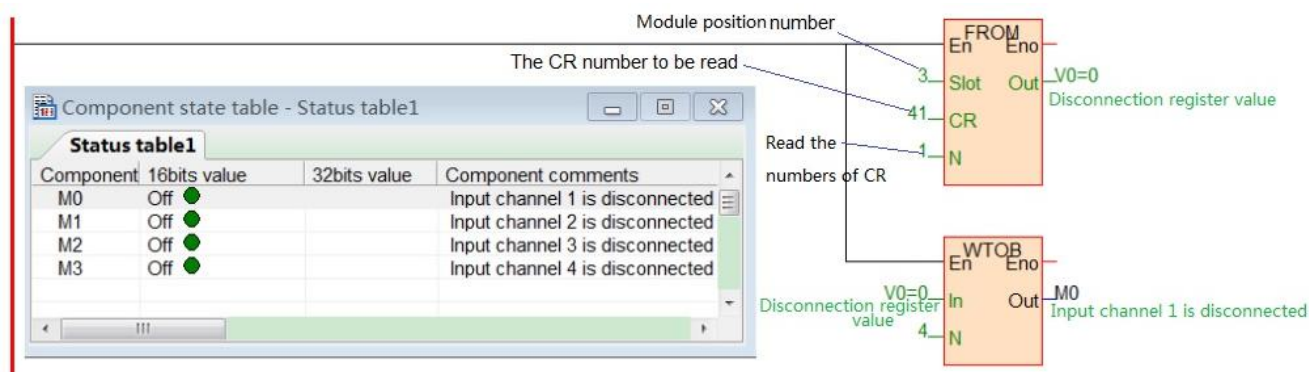 Module position number
FROM
En Eno
The CR number to be read
3 Slot Out V0=0
Disconnection register value
41 CR
Read the
numbers of CR
1 N
Component state table - Status table1
Status table1
Component 16bits value 32bits value Component comments
M0 Off Input channel 1 is disconnected
M1 Off Input channel 2 is disconnected
M2 Off Input channel 3 is disconnected
M3 Off Input channel 4 is disconnected
WTOB
En Eno
V0=0 In Out M0
Disconnection register
value
Input channel 1 is disconnected
4 N